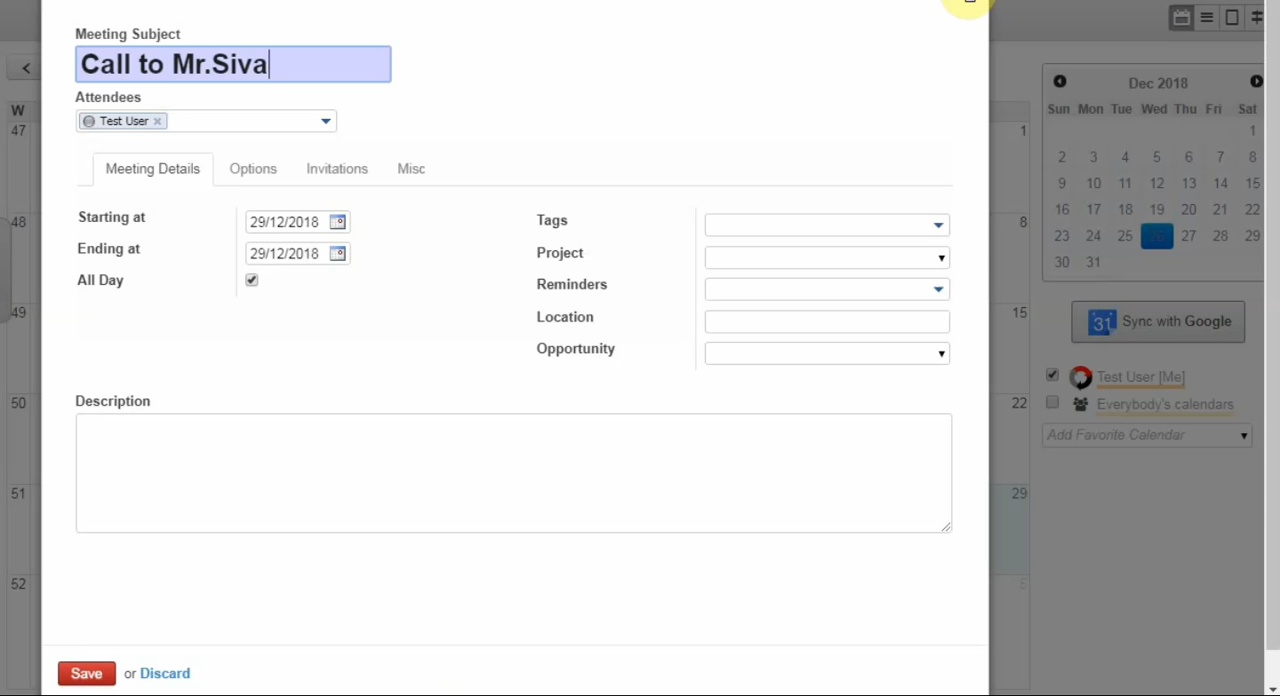 Meeting Subject
Call to Mr.Siva
Attendees
Test User ×
Meeting Details Options Invitations Misc
Starting at 29/12/2018
Ending at 29/12/2018
All Day
Tags
Project
Reminders
Location
Opportunity
Description
Save or Discard
W
47
48
49
50
51
52
1
8
15
22
29
5
Dec 2018
Sun Mon Tue Wed Thu Fri Sat
1
2 3 4 5 6 7 8
9 10 11 12 13 14 15
16 17 18 19 20 21 22
23 24 25 26 27 28 29
30 31
31 Sync with Google
Test User [Me]
Everybody's calendars
Add Favorite Calendar